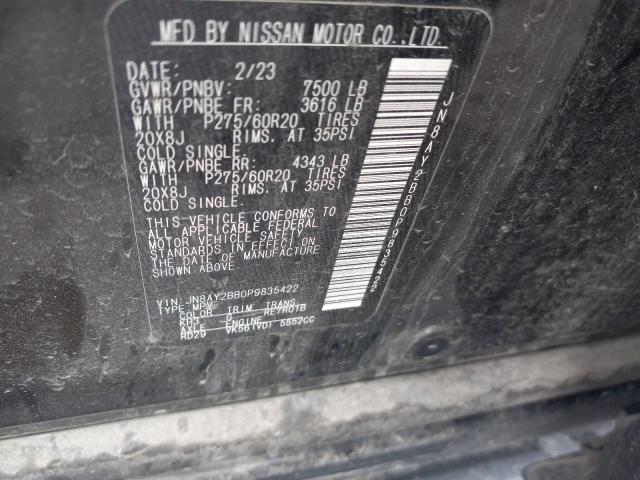 MFD BY NISSAN MOTOR CO.,LTD.
DATE: 2/23
GVWR/PNBV: 7500 LB
GAWR/PNBE FR: 3616 LB
WITH P275/60R20 TIRES
20X8J RIMS. AT 35PSI
COLD SINGLE
GAWR/PNBE RR: 4343 LB
WITH P275/60R20 TIRES
20X8J RIMS. AT 35PSI
COLD SINGLE.
THIS VEHICLE CONFORMS TO
ALL APPLICABLE FEDERAL
MOTOR VEHICLE SAFETY
STANDARDS IN EFFECT ON
THE DATE OF MANUFACTURE
SHOWN ABOVE.
VIN: JN8AY2BB0P9835422
TYPE MPV
COLOR TRIM TRANS
KH3 G RE7R01B
AXLE ENGINE
RD29 VK56(VD) 5552CC
JN8AY2BB0P9835422